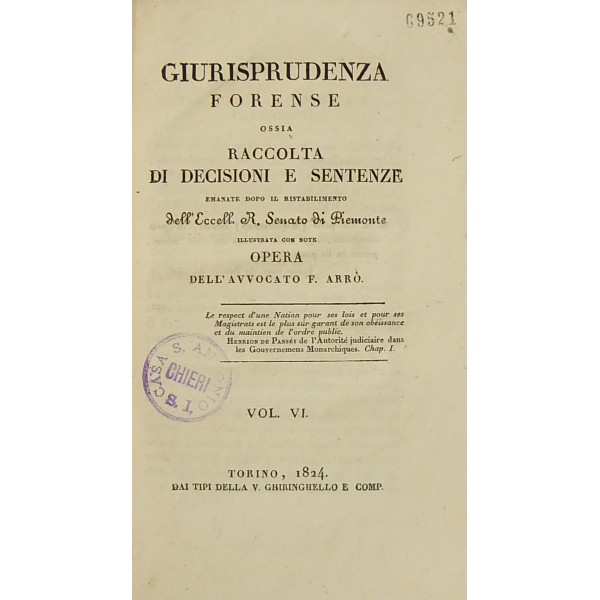 69521
GIURISPRUDENZA
FORENSE
OSSIA
RACCOLTA
DI DECISIONI E SENTENZE
EMANATE DOPO IL RISTABILIMENTO
dell'Eccell. R. Senato di Piemonte
ILLUSTRATA CON NOTE
OPERA
DELL'AVVOCATO F. ARRÒ.
Le respect d'une Nation pour ses lois et pour ses
Magistrats est le plus sûr garant de son obéissance
et du maintien de l'ordre public.
HENRION DE PANSÉY de l'Autorité judiciaire dans
les Gouvernemens Monarchiques. Chap. I.
CASA S. ANTONIO
CHIERI
S. I,
VOL. VI.
TORINO, 1824.
DAI TIPI DELLA V. GHIRINGHELLO E COMP.